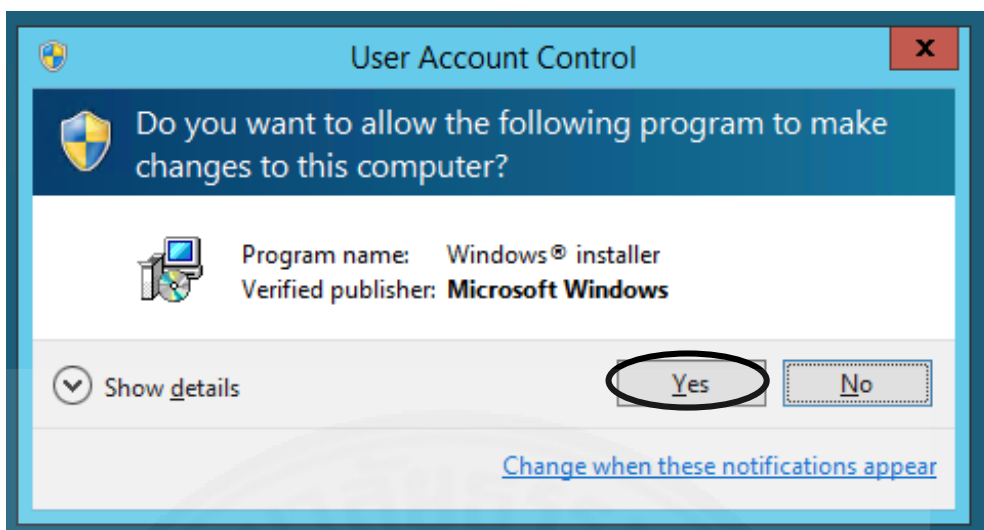 User Account Control
x
Do you want to allow the following program to make
changes to this computer?
Program name: Windows® installer
Verified publisher: Microsoft Windows
Show details
Yes
No
Change when these notifications appear